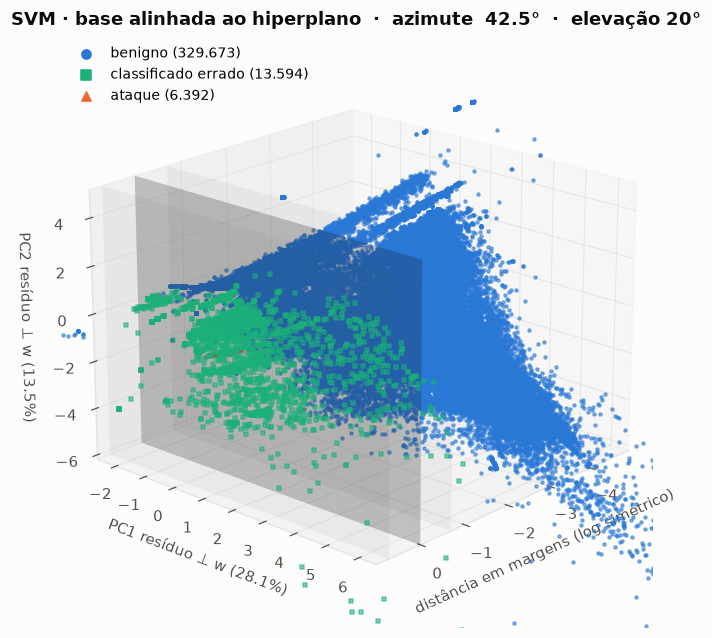 SVM · base alinhada ao hiperplano · azimute 42.5° · elevação 20°
benigno (329.673)
classificado errado (13.594)
ataque (6.392)
4
2
0
−2
−4
−6
PC2 resíduo ⊥ w (13.5%)
−2
−1
0
1
2
3
4
5
6
PC1 resíduo ⊥ w (28.1%)
0
−1
−2
−3
−4
distância em margens (log simétrico)